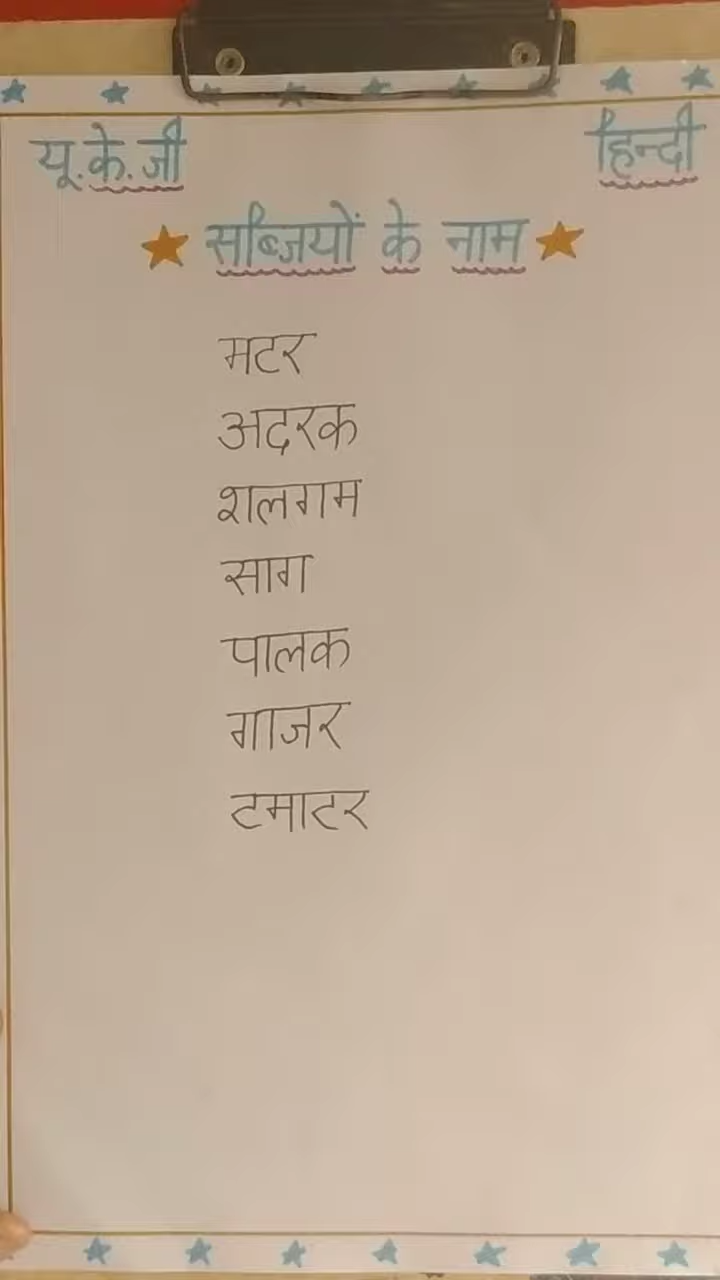 यू.के.जी
हिन्दी
सब्जियों के नाम
मटर
अदरक
शलगम
साग
पालक
गाजर
टमाटर